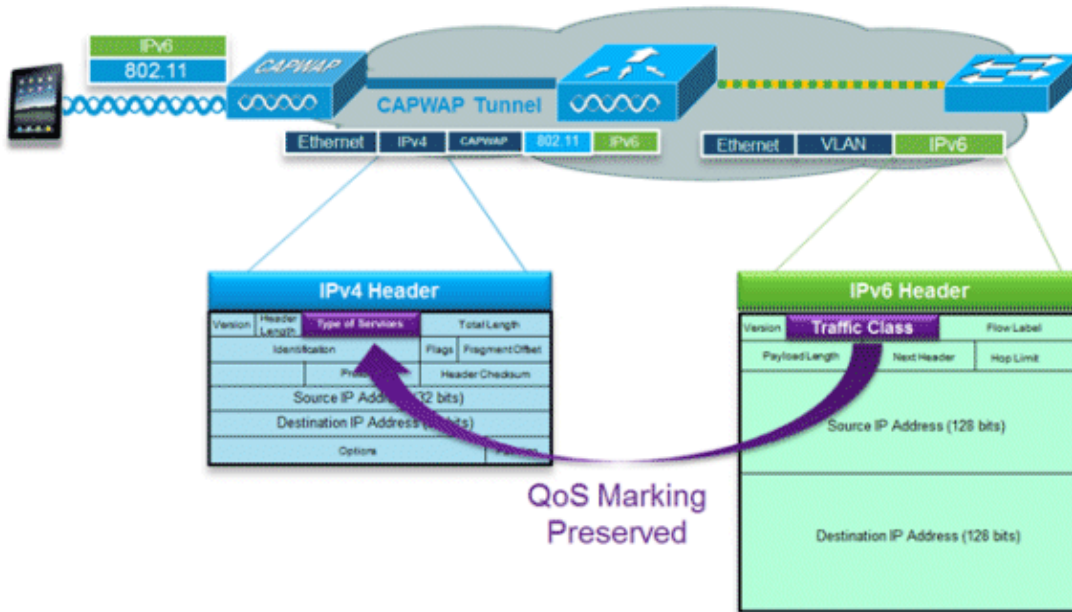 IPv6
802.11
CAPWAP
CAPWAP Tunnel
Ethernet IPv4 CAPWAP 802.11 IPv6
Ethernet VLAN IPv6
IPv4 Header
Version Header Length Type of Services Total Length
Identification Flags Fragment Offset
Header Checksum
Source IP Address (32 bits)
Destination IP Address bits)
Options
IPv6 Header
Version Traffic Class Flow Label
Payload Length Next Header Hop Limit
Source IP Address (128 bits)
Destination IP Address (128 bits)
QoS Marking
Preserved